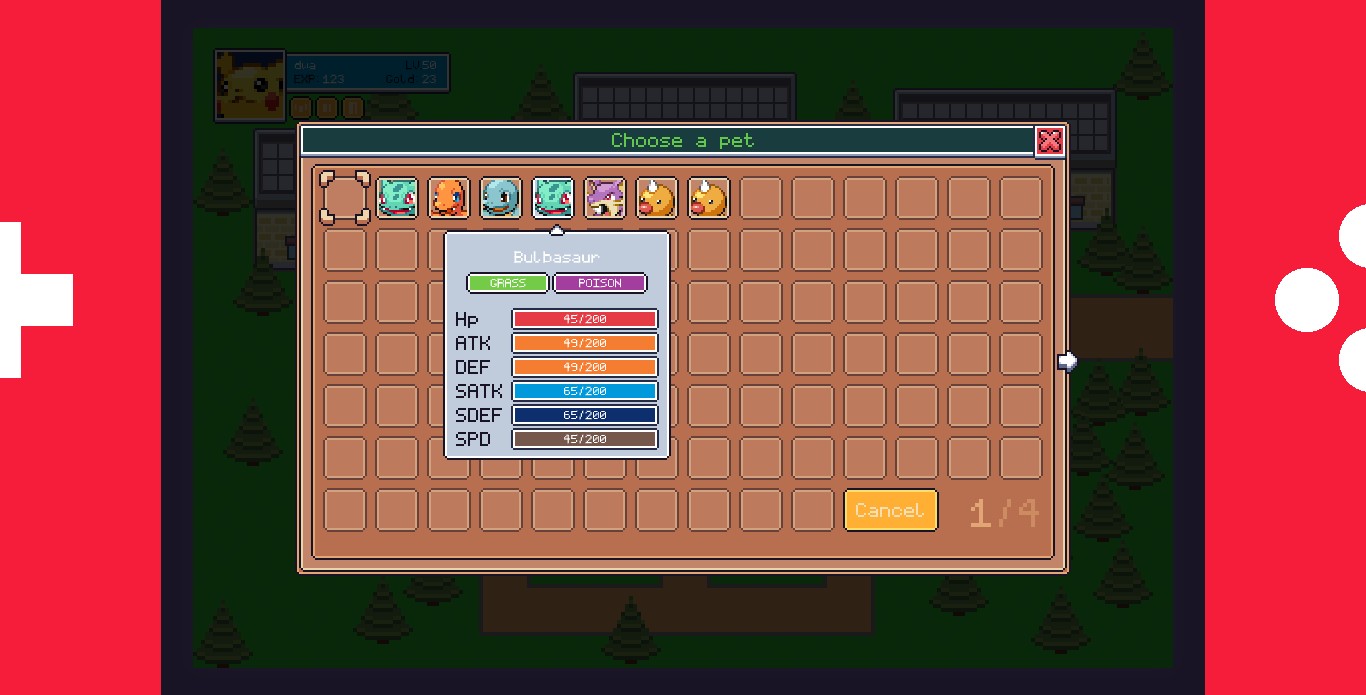 dua LV 50
EXP 123 Gold 23
Choose a pet
Bulbasaur
GRASS POISON
Hp 45/200
ATK 49/200
DEF 49/200
SATK 65/200
SDEF 65/200
SPD 45/200
Cancel 1/4